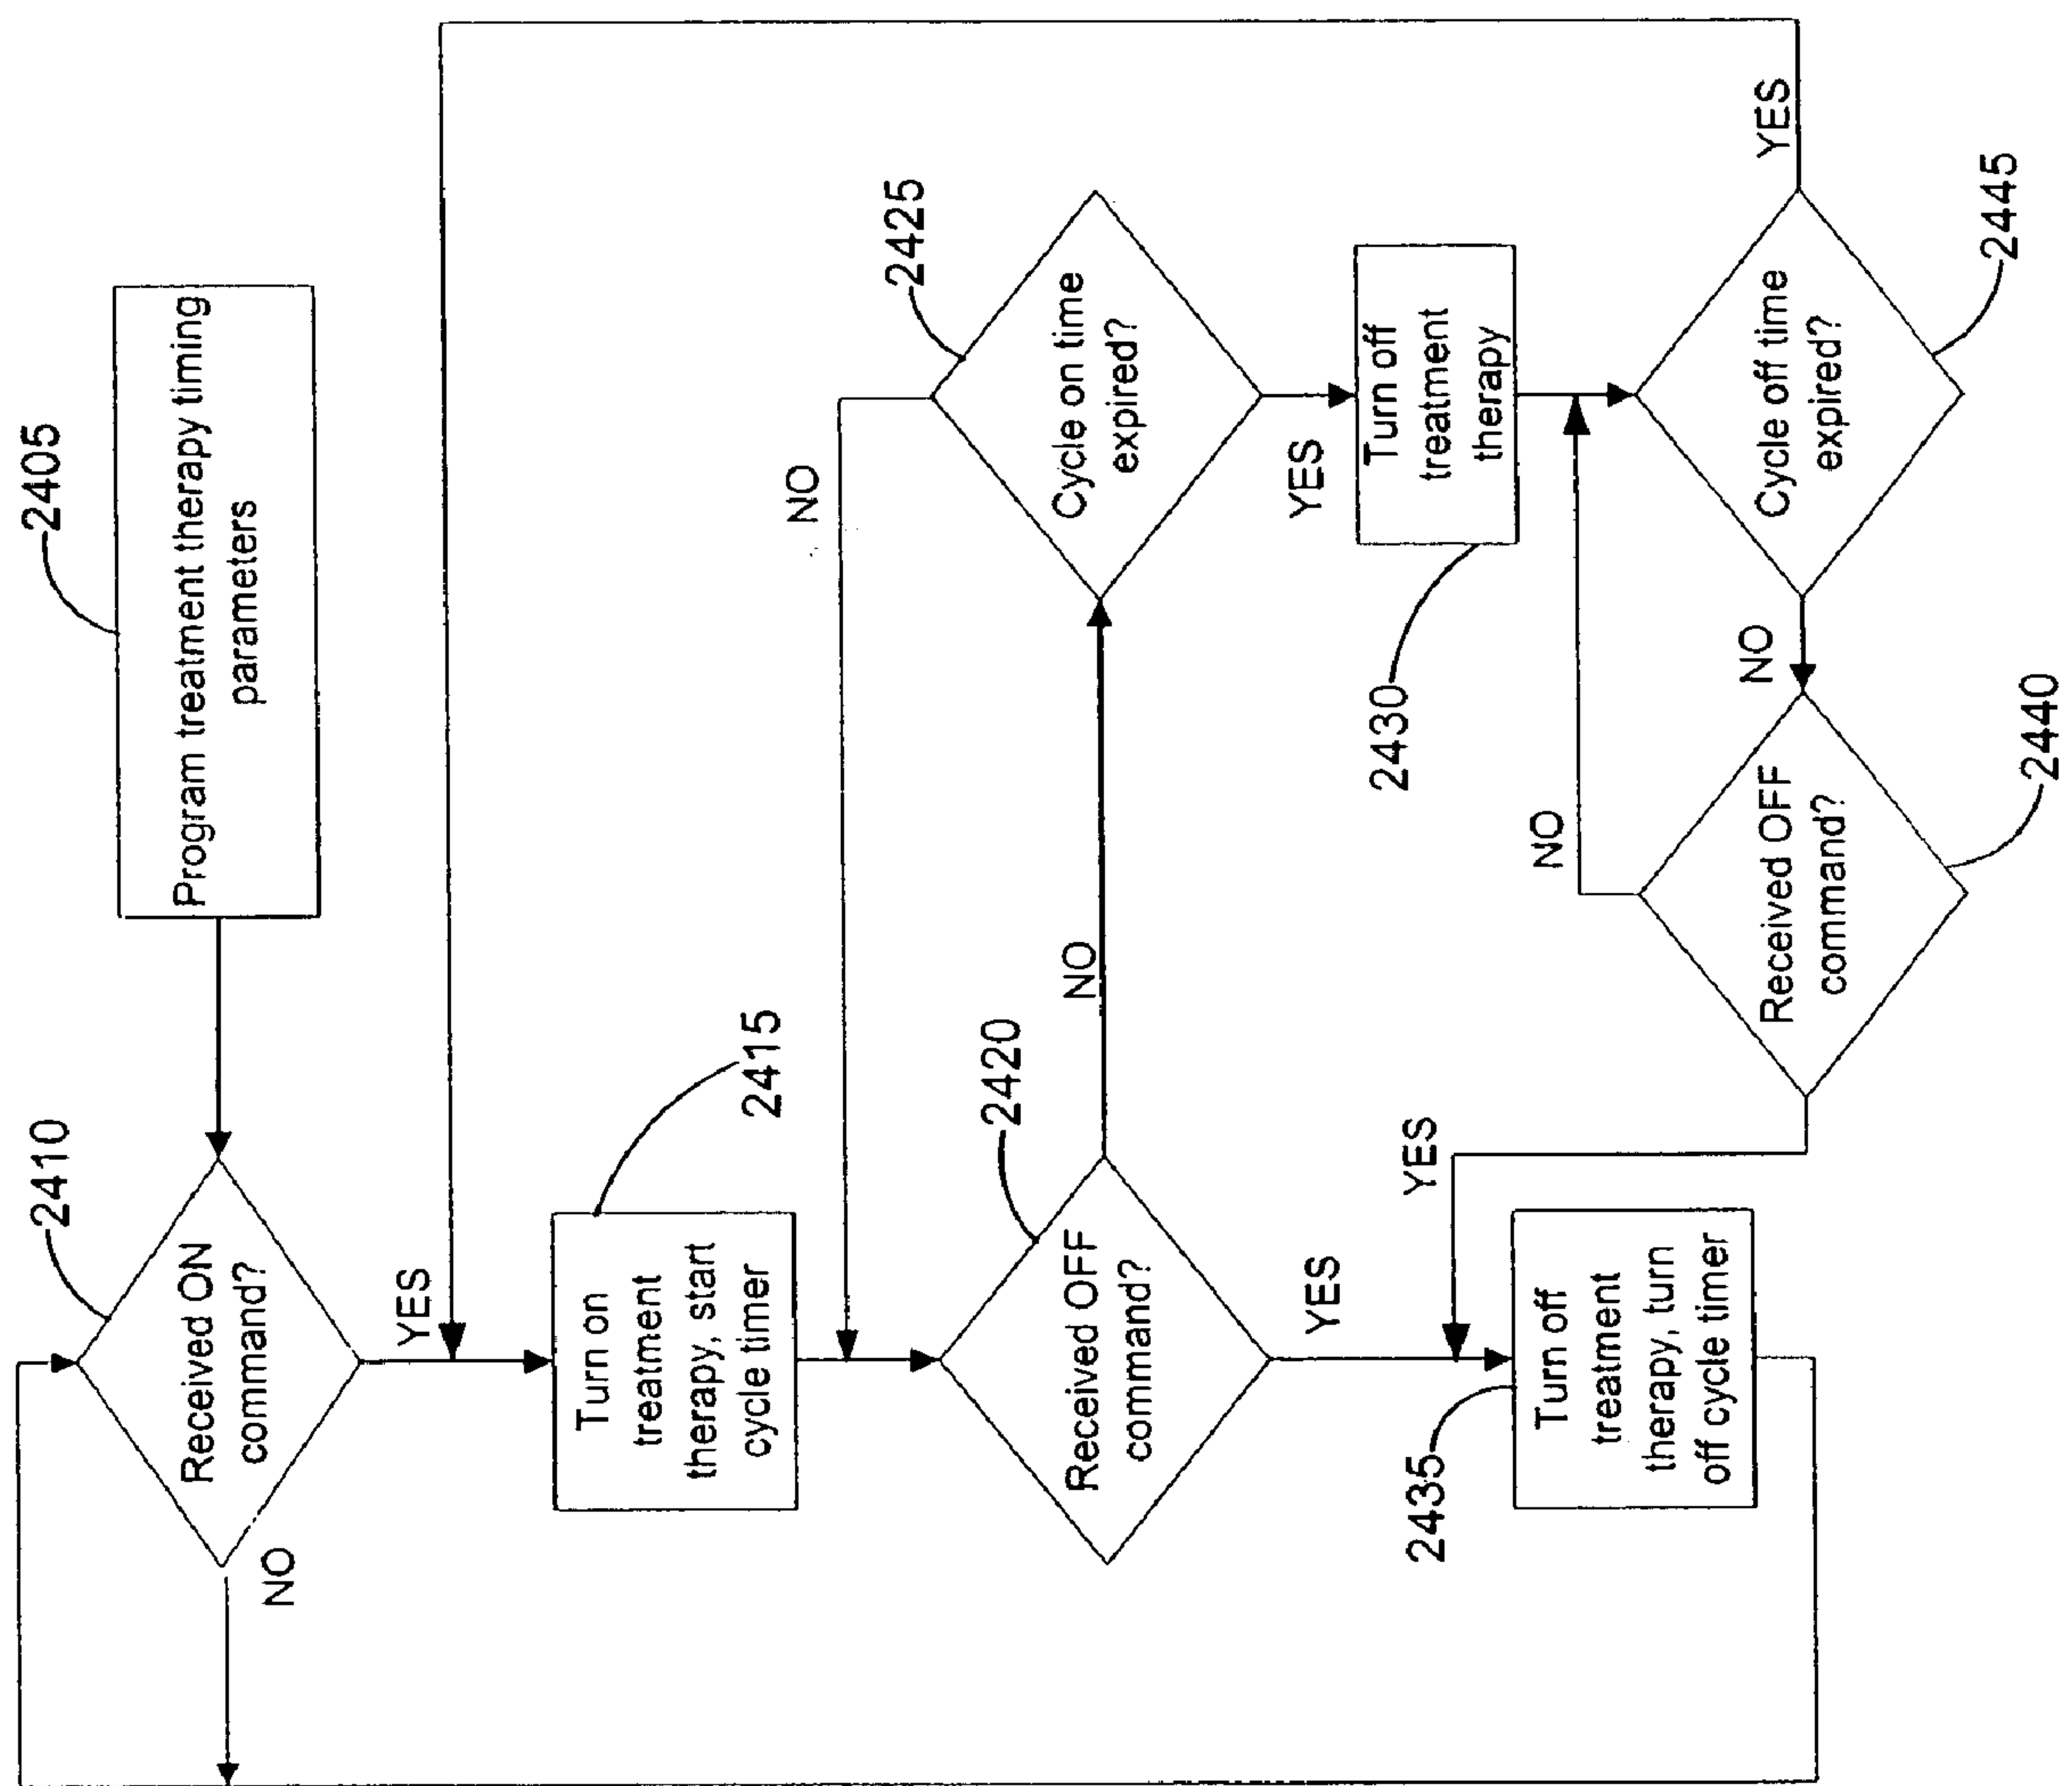 2405
Program treatment therapy timing
parameters
2410
Received ON
command?
NO
YES
2415
Turn on
treatment
therapy, start
cycle timer
2420
Received OFF
command?
NO
YES
2425
Cycle on time
expired?
NO
YES
2430
Turn off
treatment
therapy
2435
Turn off
treatment
therapy, turn
off cycle timer
2440
Received OFF
command?
NO
YES
2445
Cycle off time
expired?
NO
YES